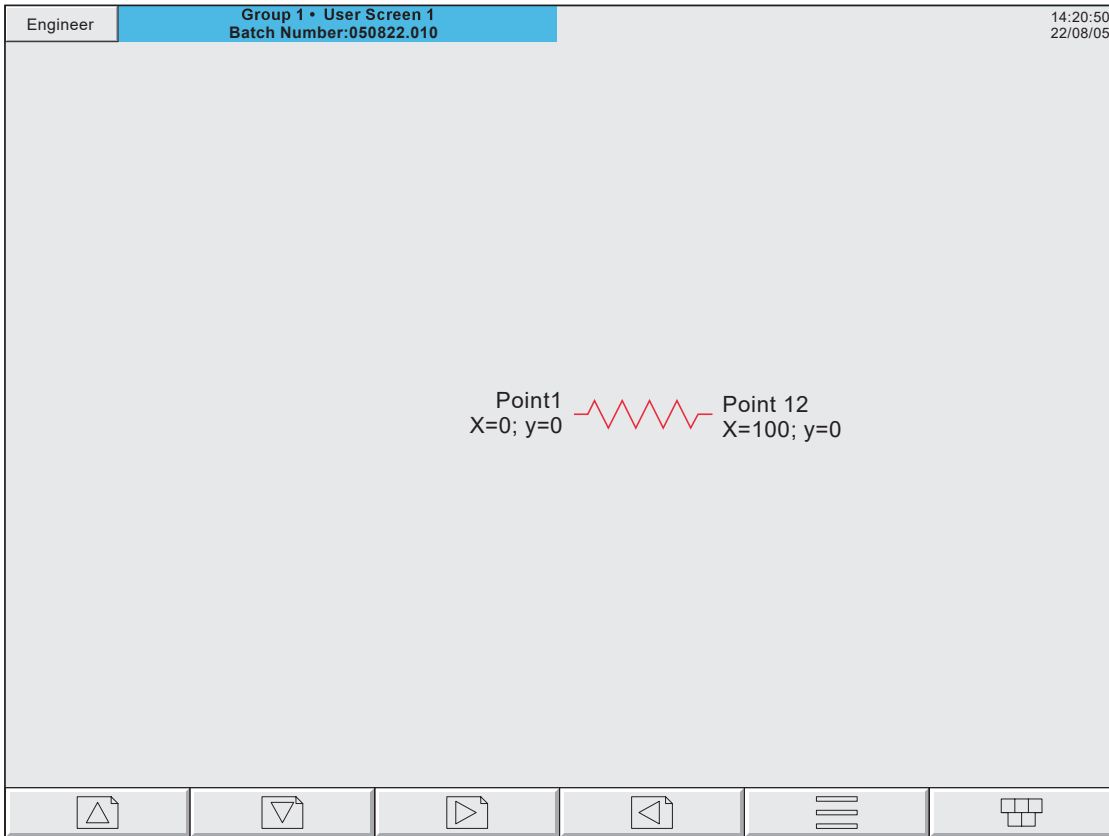 Engineer
Group 1 • User Screen 1
Batch Number:050822.010
14:20:50
22/08/05
Point1
X=0; y=0
Point 12
X=100; y=0